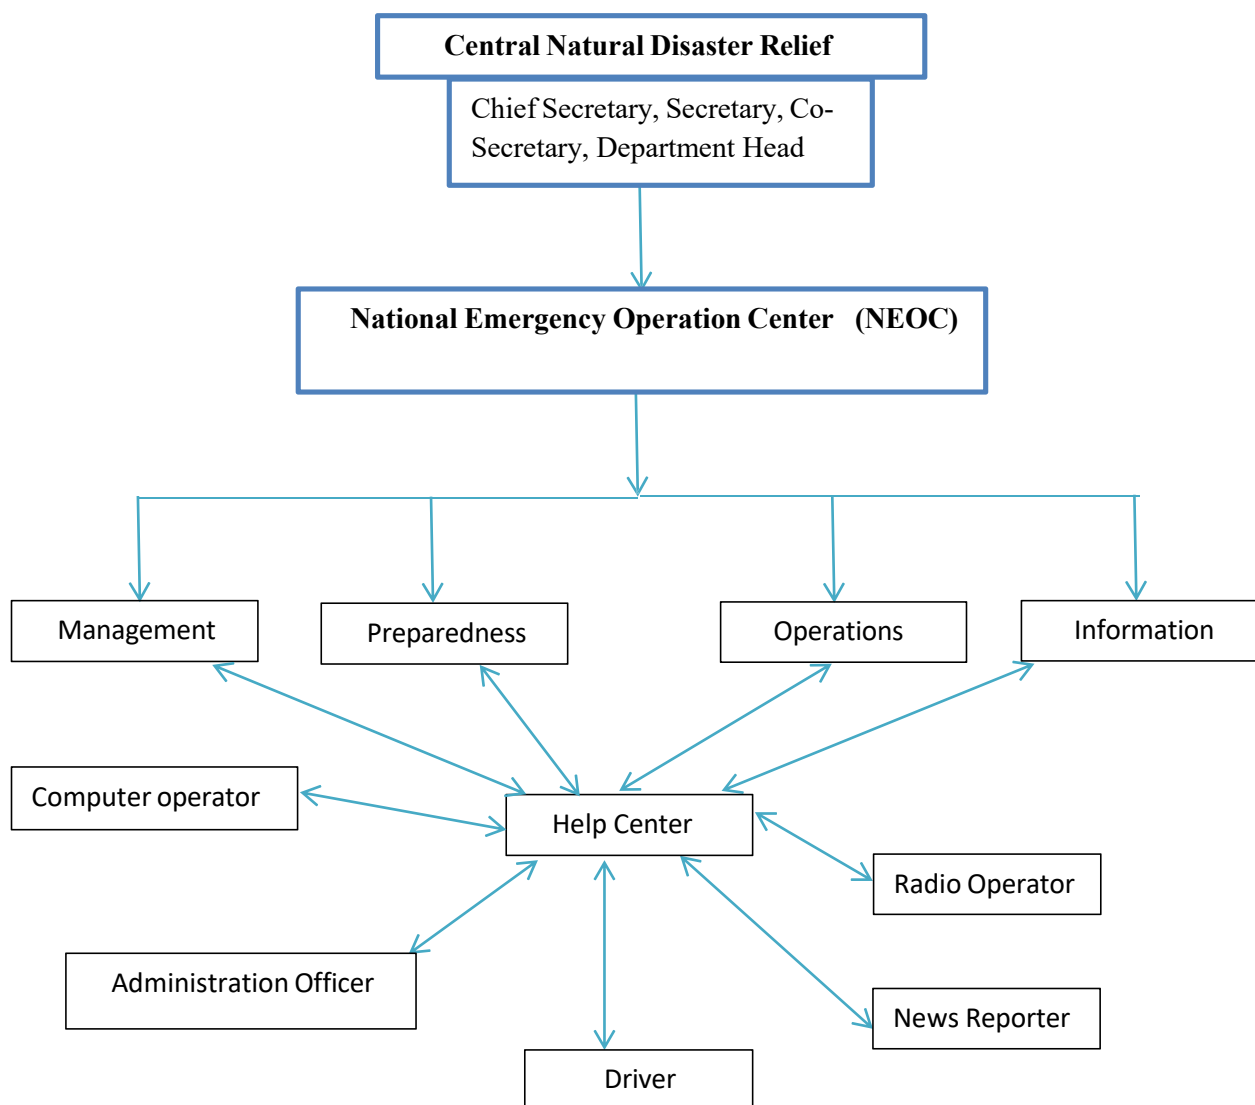 Central Natural Disaster Relief
Chief Secretary, Secretary, Co-
Secretary, Department Head
National Emergency Operation Center (NEOC)
Management
Preparedness
Operations
Information
Computer operator
Help Center
Radio Operator
Administration Officer
News Reporter
Driver